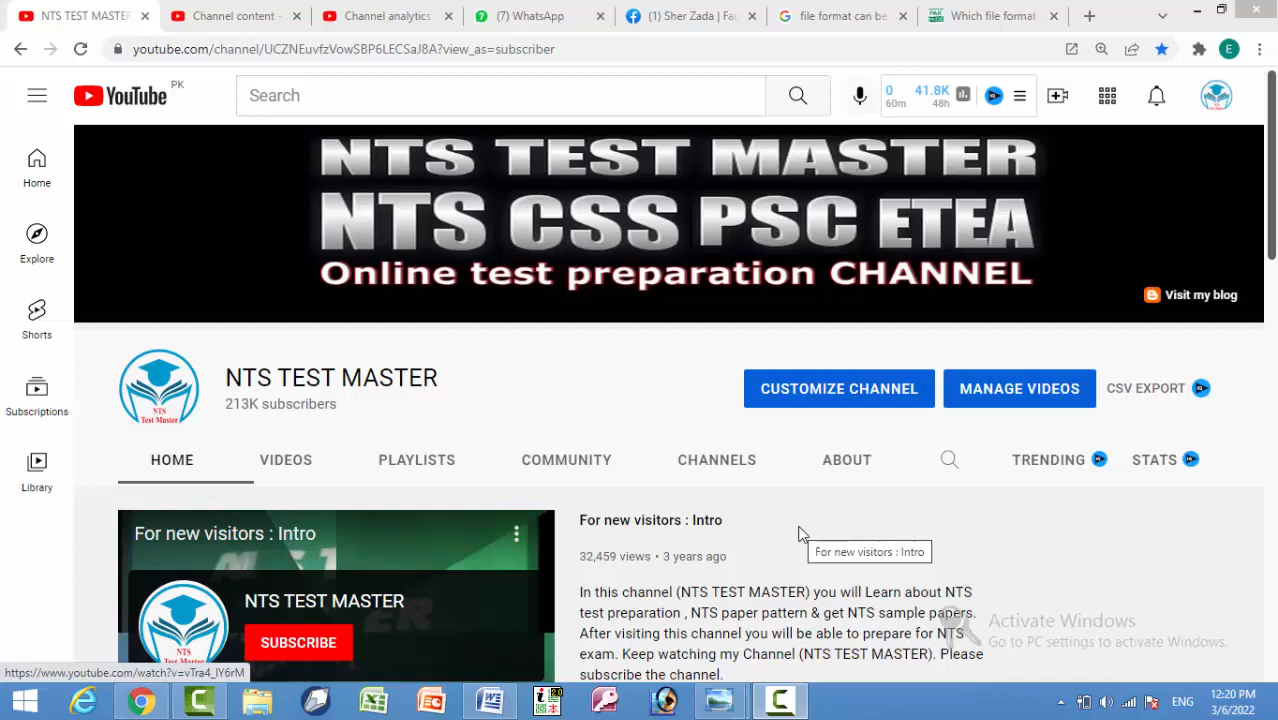 NTS TEST MASTER
Channel content -
Channel analytics
(7) WhatsApp
(1) Sher Zada | Fac
file format can be
Which file format
youtube.com/channel/UCZNEuvfzVowSBP6LECSaJ8A?view_as=subscriber
E
YouTube
PK
Search
0
60m
41.8K
48h
Home
Explore
Shorts
Subscriptions
Library
NTS TEST MASTER
NTS CSS PSC ETEA
Online test preparation CHANNEL
Visit my blog
NTS
Test Master
NTS TEST MASTER
213K subscribers
CUSTOMIZE CHANNEL
MANAGE VIDEOS
CSV EXPORT
HOME
VIDEOS
PLAYLISTS
COMMUNITY
CHANNELS
ABOUT
TRENDING
STATS
For new visitors : Intro
NTS TEST MASTER
SUBSCRIBE
NTS
Test Master
For new visitors : Intro
32,459 views • 3 years ago
For new visitors : Intro
In this channel (NTS TEST MASTER) you will Learn about NTS
test preparation , NTS paper pattern & get NTS sample papers.
After visiting this channel you will be able to prepare for NTS
exam. Keep watching my Channel (NTS TEST MASTER). Please
subscribe the channel.
Activate Windows
Go to PC settings to activate Windows.
https://www.youtube.com/watch?v=vTra4_lY6rM
ENG
12:20 PM
3/6/2022